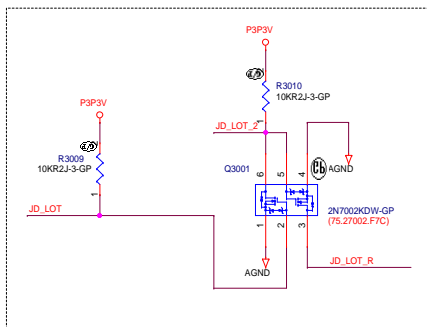 P3P3V
R3010
10KR2J-3-GP
1
P3P3V
JD_LOT_2
R3009
10KR2J-3-GP
1
Q3001
6
5
4
AGND
2N7002KDW-GP
(75.27002.F7C)
1
2
3
JD_LOT
AGND
JD_LOT_R